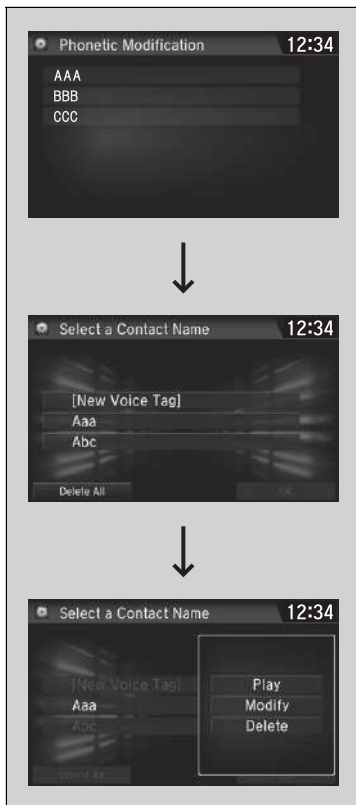 Phonetic Modification 12:34
AAA
BBB
CCC
Select a Contact Name 12:34
[New Voice Tag]
Aaa
Abc
Delete All OK
Select a Contact Name 12:34
[New Voice Tag] Play
Aaa Modify
Abc Delete
Delete All